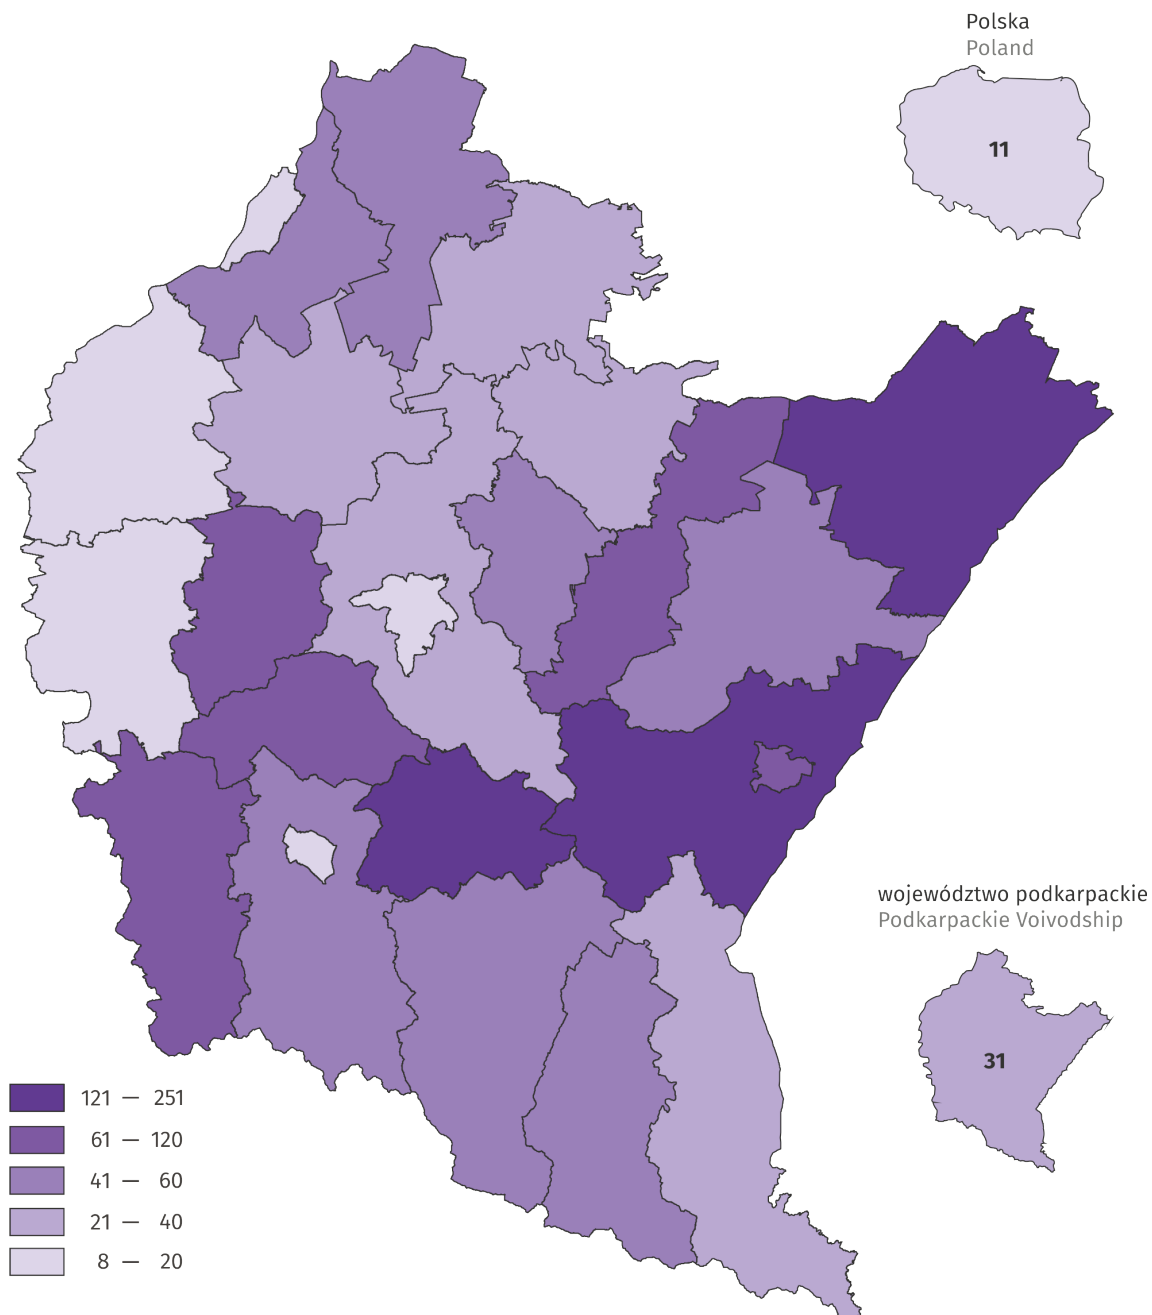 Polska
Poland
11
województwo podkarpackie
Podkarpackie Voivodship
31
121 — 251
61 — 120
41 — 60
21 — 40
8 — 20